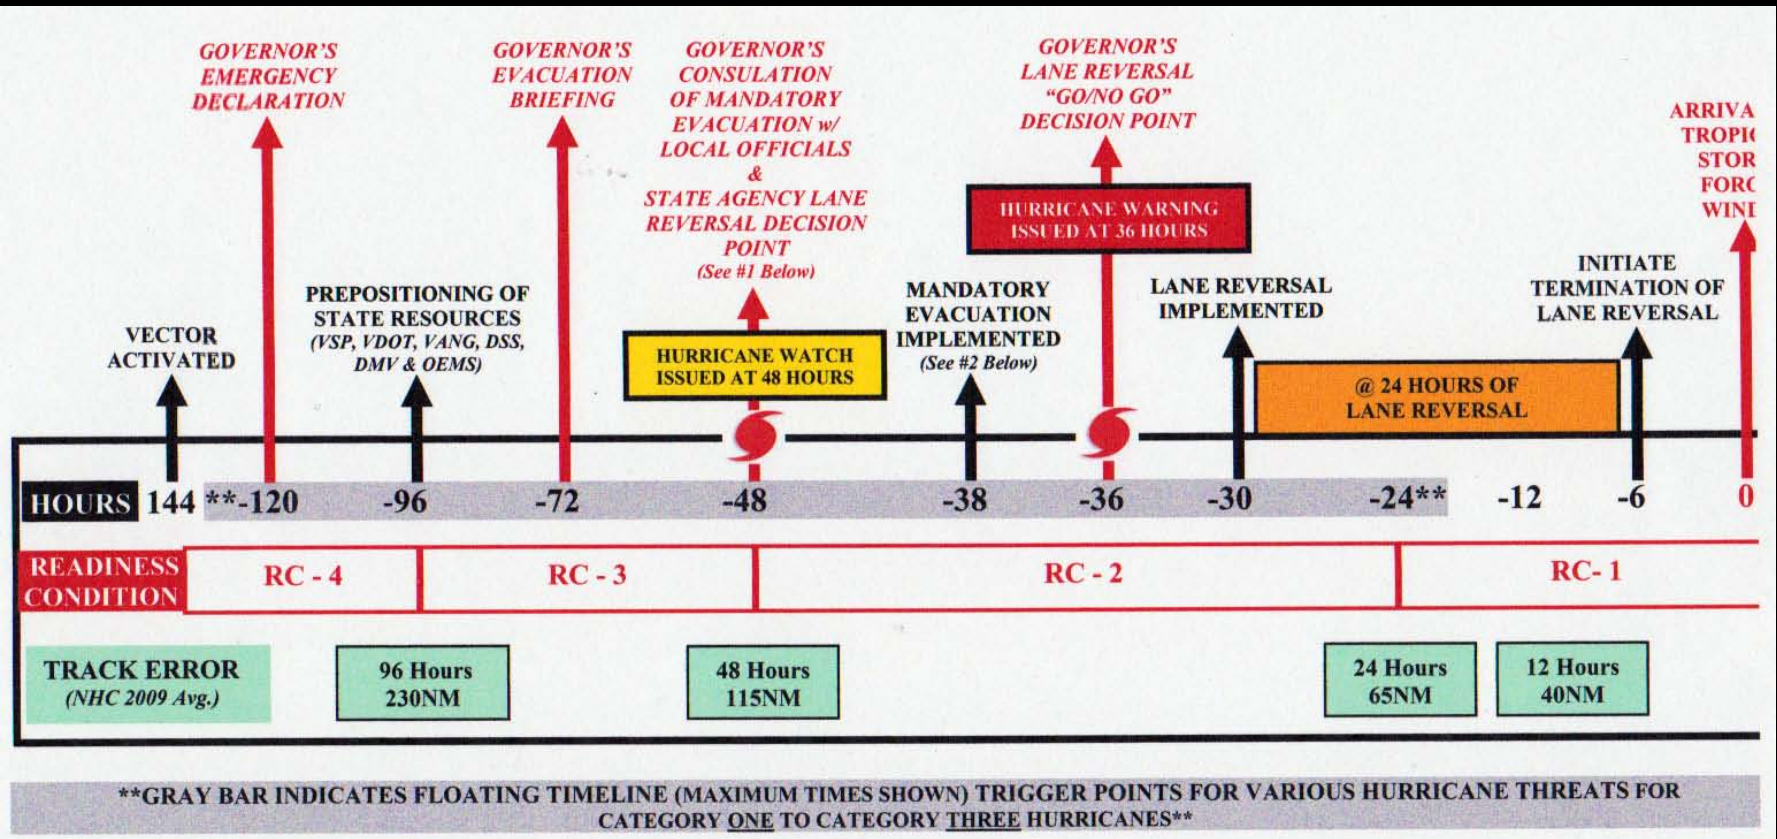 GOVERNOR'S
EMERGENCY
DECLARATION
GOVERNOR'S
EVACUATION
BRIEFING
GOVERNOR'S
CONSULATION
OF MANDATORY
EVACUATION w/
LOCAL OFFICIALS
&
STATE AGENCY LANE
REVERSAL DECISION
POINT
(See #1 Below)
GOVERNOR'S
LANE REVERSAL
“GO/NO GO”
DECISION POINT
ARRIVA
TROPI
STOR
FORC
WIN
HURRICANE WARNING
ISSUED AT 36 HOURS
VECTOR
ACTIVATED
PREPOSITIONING OF
STATE RESOURCES
(VSP, VDOT, VANG, DSS,
DMV & OEMS)
HURRICANE WATCH
ISSUED AT 48 HOURS
MANDATORY
EVACUATION
IMPLEMENTED
(See #2 Below)
LANE REVERSAL
IMPLEMENTED
INITIATE
TERMINATION OF
LANE REVERSAL
@ 24 HOURS OF
LANE REVERSAL
HOURS 144 **-120 -96 -72 -48 -38 -36 -30 -24** -12 -6 0
READINESS
CONDITION
RC - 4 RC - 3 RC - 2 RC- 1
TRACK ERROR
(NHC 2009 Avg.)
96 Hours
230NM
48 Hours
115NM
24 Hours
65NM
12 Hours
40NM
**GRAY BAR INDICATES FLOATING TIMELINE (MAXIMUM TIMES SHOWN) TRIGGER POINTS FOR VARIOUS HURRICANE THREATS FOR
CATEGORY ONE TO CATEGORY THREE HURRICANES**